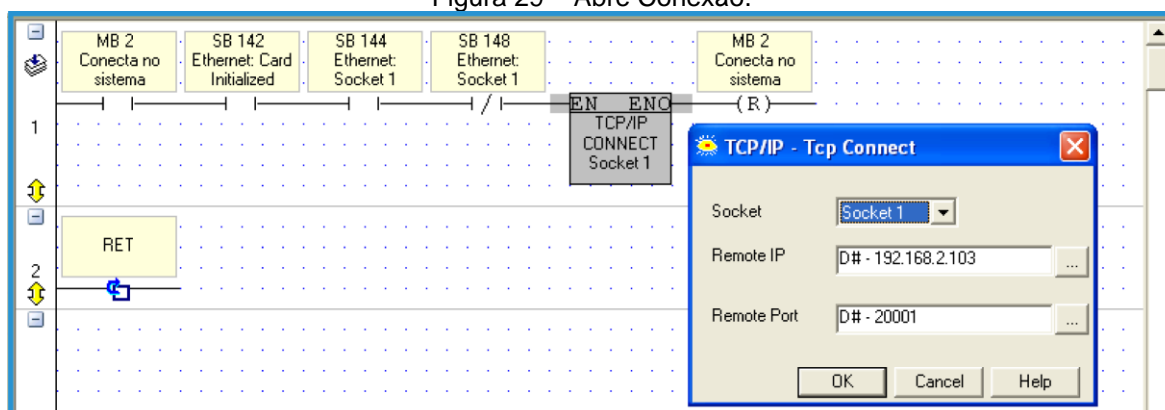 Figura 29 – Abre Conexão.
MB 2
Conecta no
sistema
SB 142
Ethernet: Card
Initialized
SB 144
Ethernet:
Socket 1
SB 148
Ethernet:
Socket 1
MB 2
Conecta no
sistema
EN ENO
TCP/IP
CONNECT
Socket 1
(R)
1
TCP/IP - Tcp Connect
Socket
Socket 1
Remote IP
D# - 192.168.2.103
...
Remote Port
D# - 20001
...
OK Cancel Help
RET
2